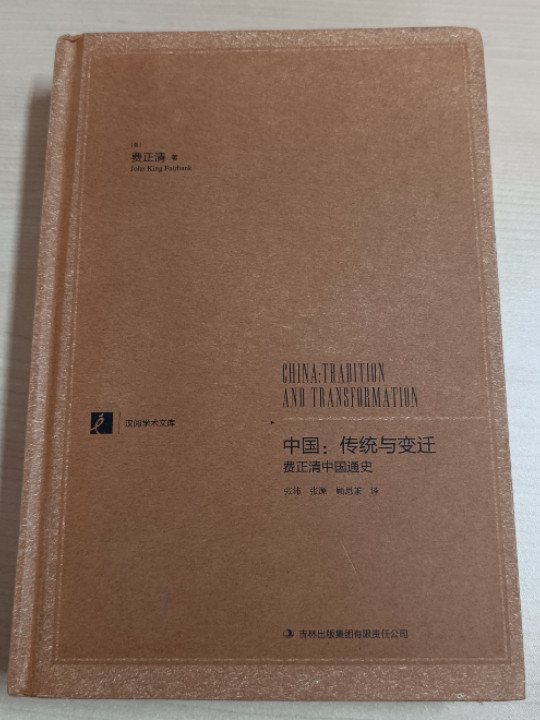 ［美］
费正清 著
John King Fairbank
CHINA:TRADITION
AND TRANSFORMATION
汉阅学术文库
中国：传统与变迁
费正清中国通史
张沛 张源 顾思兼 译
吉林出版集团有限责任公司